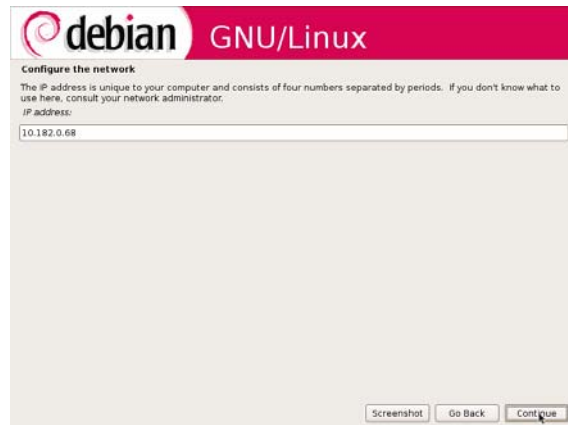 debian GNU/Linux
Configure the network
The IP address is unique to your computer and consists of four numbers separated by periods. If you don't know what to
use here, consult your network administrator.
IP address:
10.182.0.68
Screenshot Go Back Continue